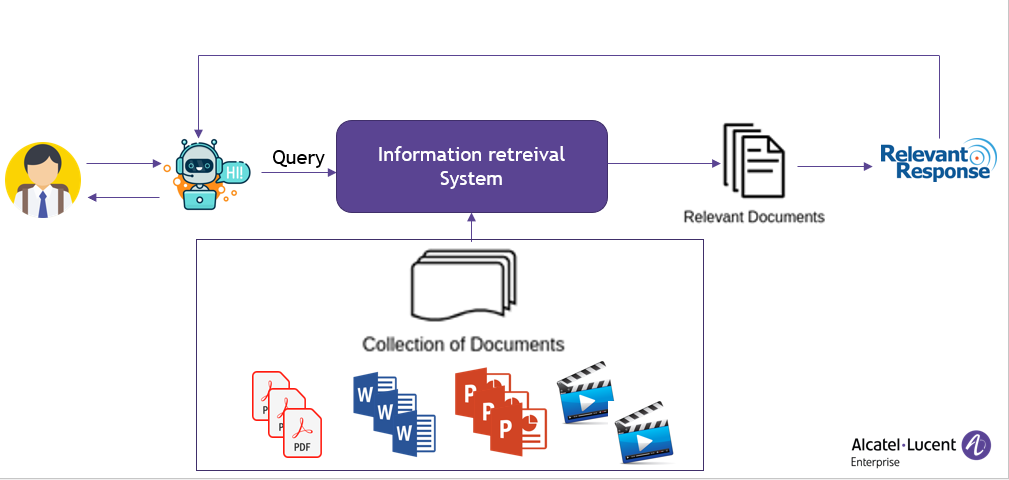 HI!
Query
Information retreival
System
Relevant Documents
Relevant
Response
Collection of Documents
PDF
W
W
W
P
P
P
Alcatel·Lucent
Enterprise